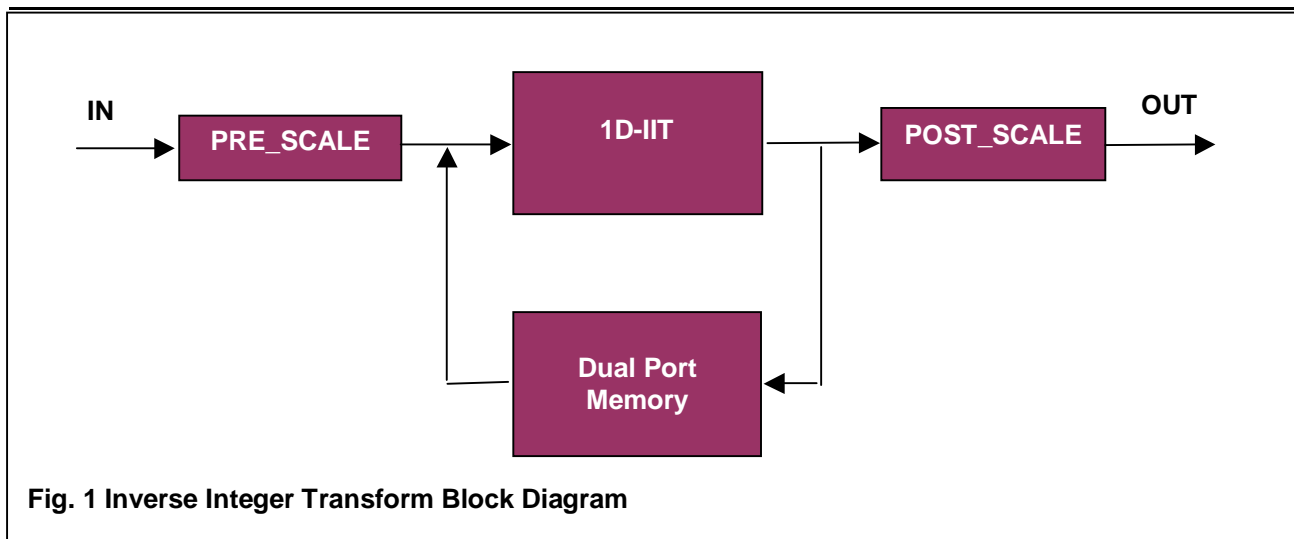 IN
PRE_SCALE
1D-IIT
POST_SCALE
OUT
Dual Port
Memory
Fig. 1 Inverse Integer Transform Block Diagram